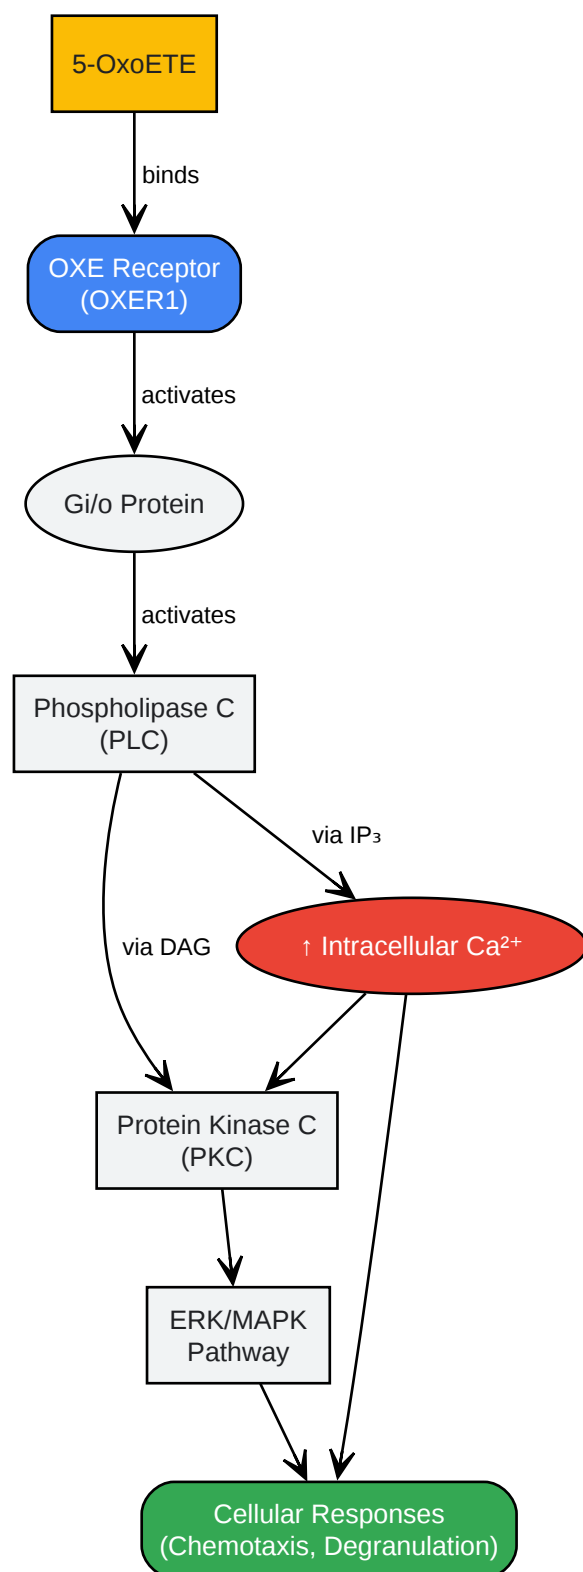 5-OxoETE
binds
OXE Receptor
(OXER1)
activates
Gi/o Protein
activates
Phospholipase C
(PLC)
via IP₃
via DAG
↑ Intracellular Ca²⁺
Protein Kinase C
(PKC)
ERK/MAPK
Pathway
Cellular Responses
(Chemotaxis, Degranulation)